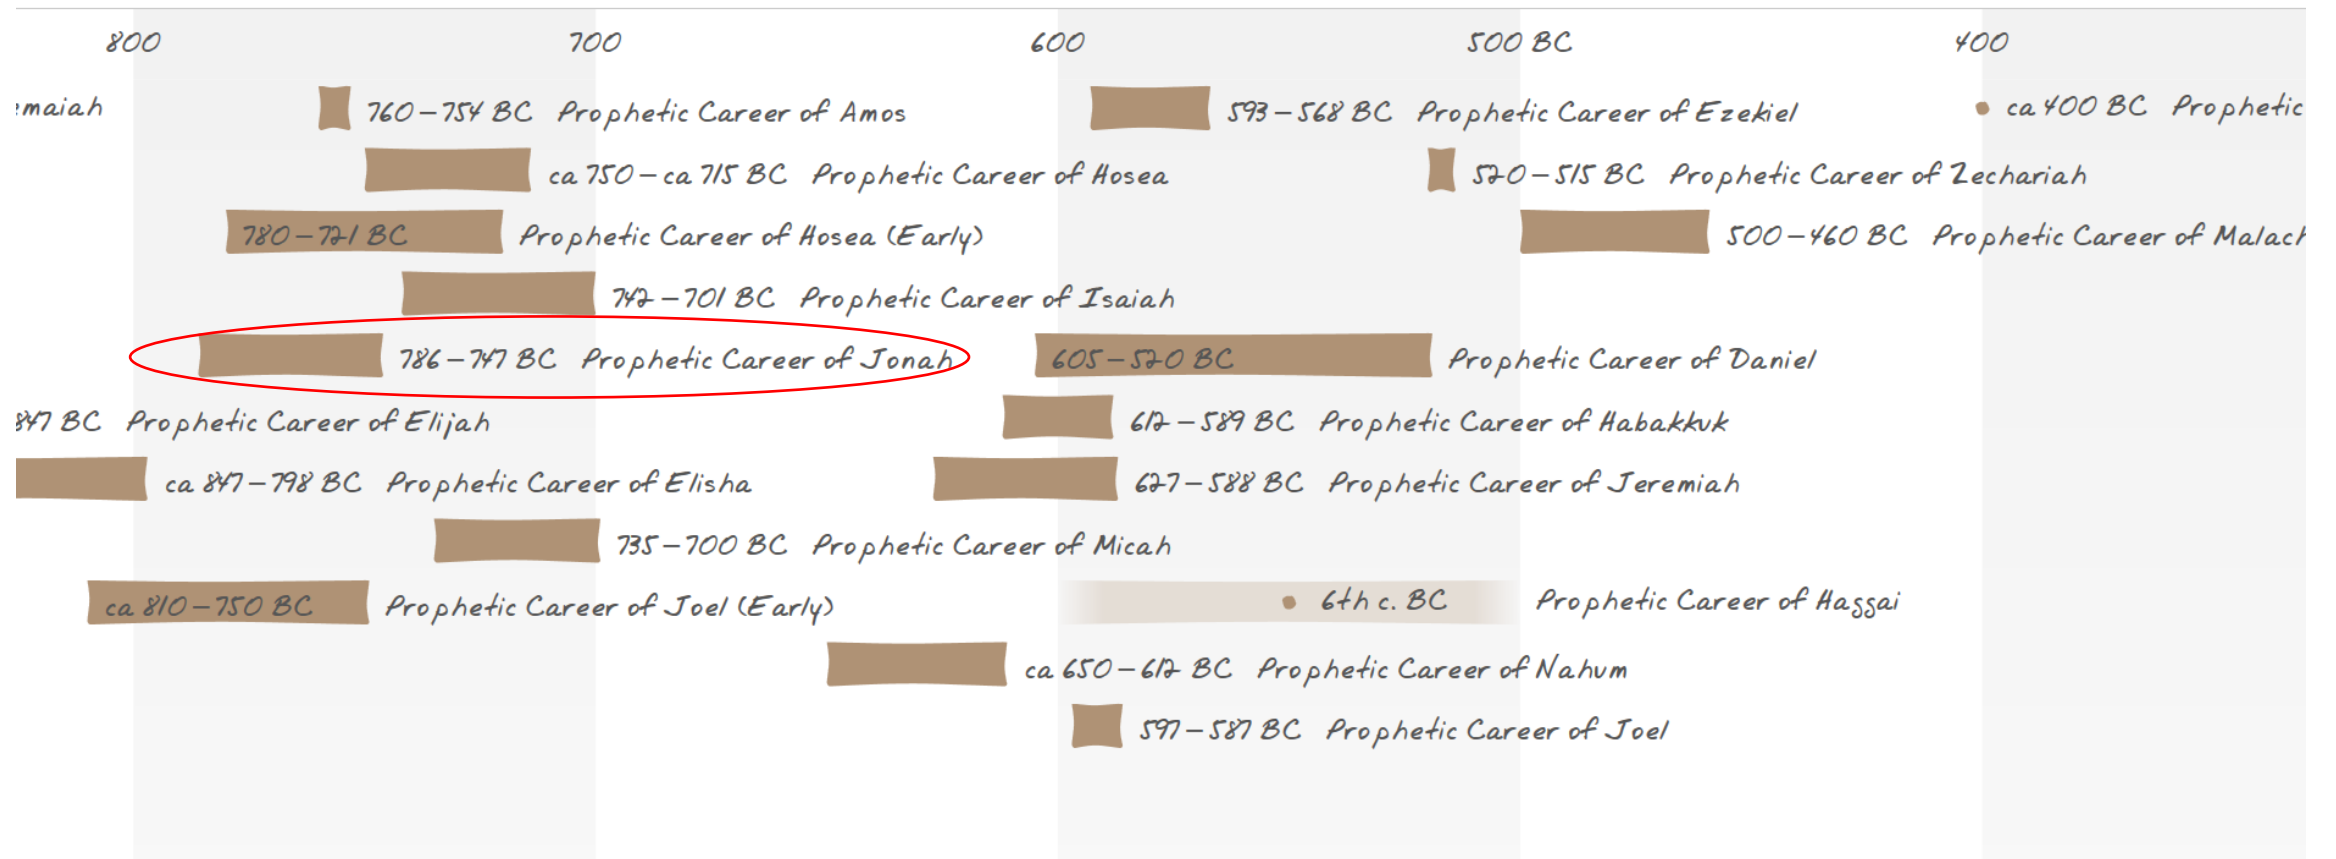 800 700 600 500 BC 400
emaiah 760–754 BC Prophetic Career of Amos 593–568 BC Prophetic Career of Ezekiel ca 400 BC Prophetic
ca 750–ca 715 BC Prophetic Career of Hosea 520–515 BC Prophetic Career of Zechariah
780–721 BC Prophetic Career of Hosea (Early) 500–460 BC Prophetic Career of Malach
742–701 BC Prophetic Career of Isaiah
786–747 BC Prophetic Career of Jonah 605–520 BC Prophetic Career of Daniel
847 BC Prophetic Career of Elijah 612–589 BC Prophetic Career of Habakkuk
ca 847–798 BC Prophetic Career of Elisha 627–588 BC Prophetic Career of Jeremiah
735–700 BC Prophetic Career of Micah
ca 810–750 BC Prophetic Career of Joel (Early) 6th c. BC Prophetic Career of Haggai
ca 650–612 BC Prophetic Career of Nahum
597–587 BC Prophetic Career of Joel